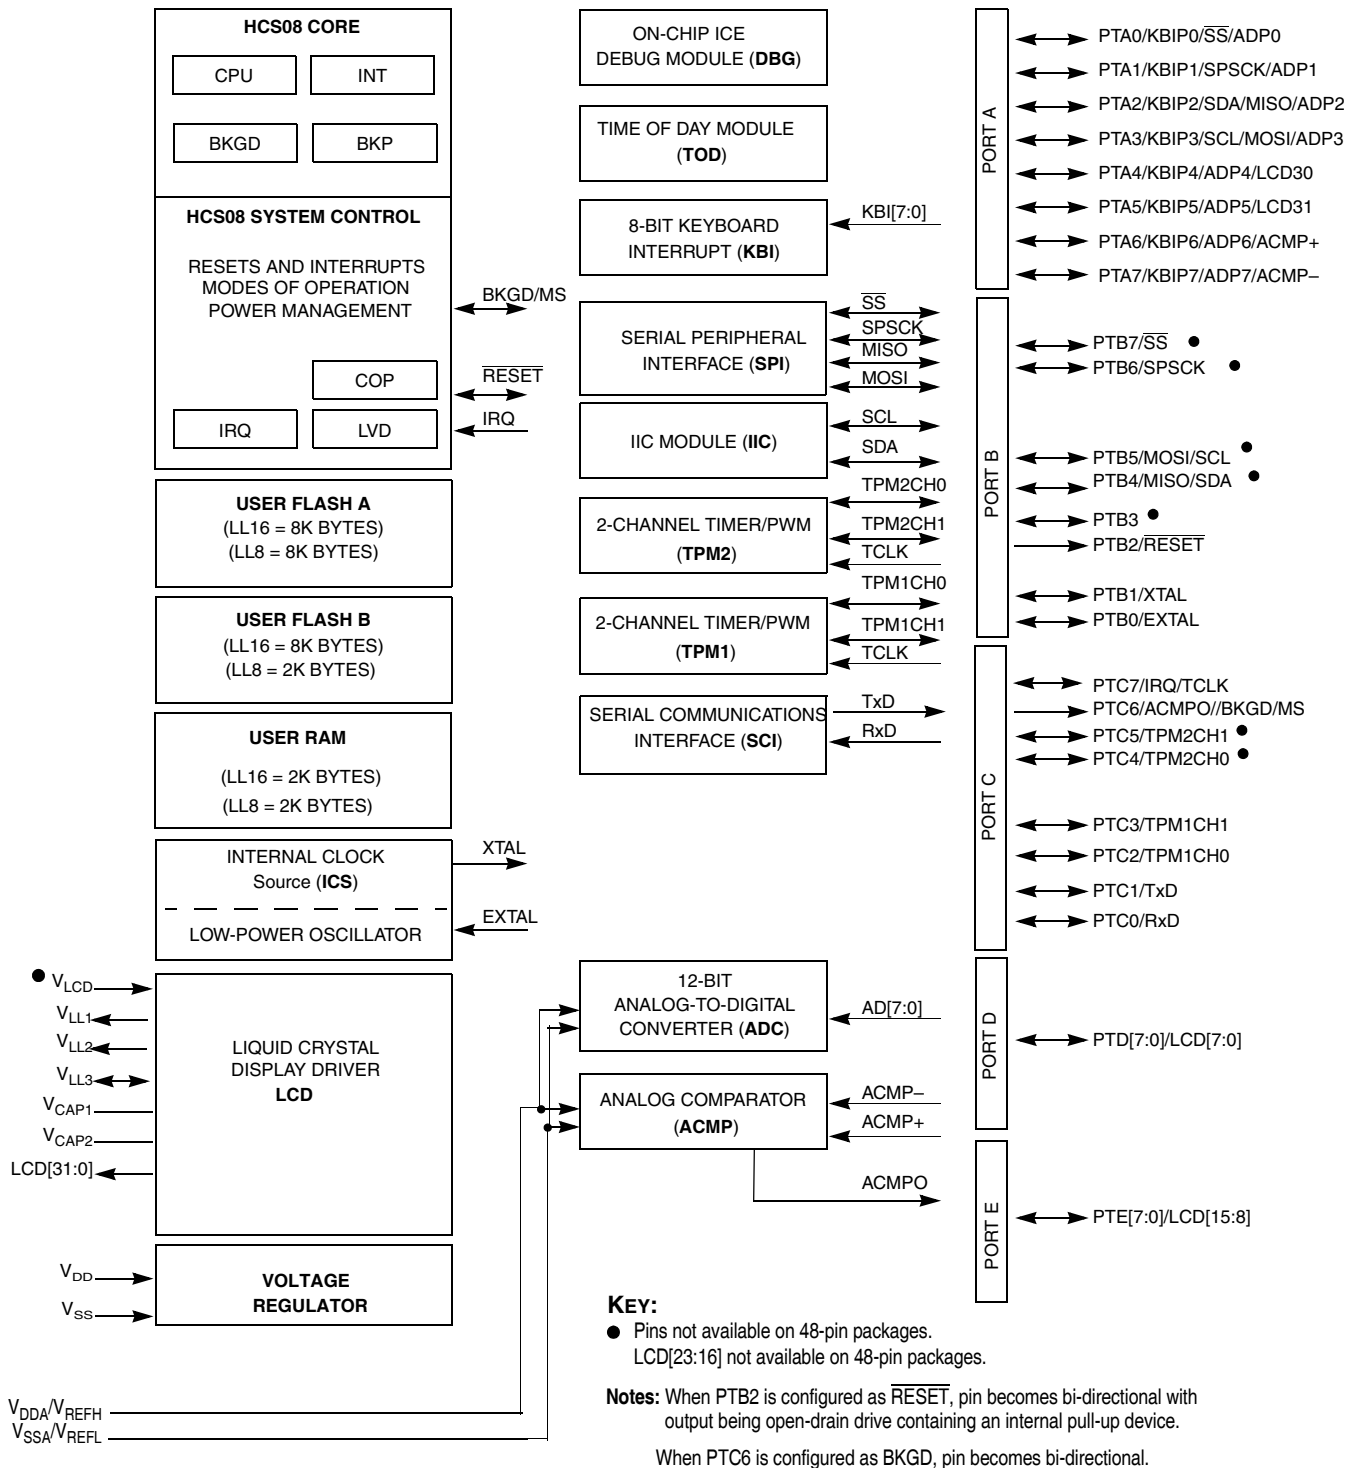 HCS08 CORE
CPU
INT
BKGD
BKP
HCS08 SYSTEM CONTROL
RESETS AND INTERRUPTS
MODES OF OPERATION
POWER MANAGEMENT
COP
IRQ
LVD
BKGD/MS
RESET
IRQ
USER FLASH A
(LL16 = 8K BYTES)
(LL8 = 8K BYTES)
USER FLASH B
(LL16 = 8K BYTES)
(LL8 = 2K BYTES)
USER RAM
(LL16 = 2K BYTES)
(LL8 = 2K BYTES)
INTERNAL CLOCK
Source (ICS)
LOW-POWER OSCILLATOR
XTAL
EXTAL
● VLCD
VLL1
VLL2
VLL3
VCAP1
VCAP2
LCD[31:0]
LIQUID CRYSTAL
DISPLAY DRIVER
LCD
VDD
VSS
VOLTAGE
REGULATOR
VDDA/VREFH
VSSA/VREFL
ON-CHIP ICE
DEBUG MODULE (DBG)
TIME OF DAY MODULE
(TOD)
8-BIT KEYBOARD
INTERRUPT (KBI)
KBI[7:0]
SERIAL PERIPHERAL
INTERFACE (SPI)
SS
SPSCK
MISO
MOSI
IIC MODULE (IIC)
SCL
SDA
2-CHANNEL TIMER/PWM
(TPM2)
TPM2CH0
TPM2CH1
TCLK
2-CHANNEL TIMER/PWM
(TPM1)
TPM1CH0
TPM1CH1
TCLK
SERIAL COMMUNICATIONS
INTERFACE (SCI)
TxD
RxD
12-BIT
ANALOG-TO-DIGITAL
CONVERTER (ADC)
AD[7:0]
ANALOG COMPARATOR
(ACMP)
ACMP–
ACMP+
ACMPO
PORT A
PTA0/KBIP0/SS/ADP0
PTA1/KBIP1/SPSCK/ADP1
PTA2/KBIP2/SDA/MISO/ADP2
PTA3/KBIP3/SCL/MOSI/ADP3
PTA4/KBIP4/ADP4/LCD30
PTA5/KBIP5/ADP5/LCD31
PTA6/KBIP6/ADP6/ACMP+
PTA7/KBIP7/ADP7/ACMP–
PORT B
PTB7/SS ●
PTB6/SPSCK ●
PTB5/MOSI/SCL ●
PTB4/MISO/SDA ●
PTB3 ●
PTB2/RESET
PTB1/XTAL
PTB0/EXTAL
PORT C
PTC7/IRQ/TCLK
PTC6/ACMPO//BKGD/MS
PTC5/TPM2CH1 ●
PTC4/TPM2CH0 ●
PTC3/TPM1CH1
PTC2/TPM1CH0
PTC1/TxD
PTC0/RxD
PORT D
PTD[7:0]/LCD[7:0]
PORT E
PTE[7:0]/LCD[15:8]
KEY:
● Pins not available on 48-pin packages.
LCD[23:16] not available on 48-pin packages.
Notes: When PTB2 is configured as RESET, pin becomes bi-directional with
output being open-drain drive containing an internal pull-up device.
When PTC6 is configured as BKGD, pin becomes bi-directional.